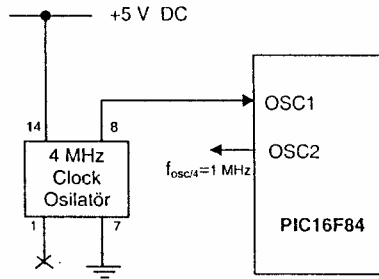 +5 V DC
14
8
OSC1
4 MHz
Clock
Osilatör
OSC2
fosc/4=1 MHz
1
7
PIC16F84